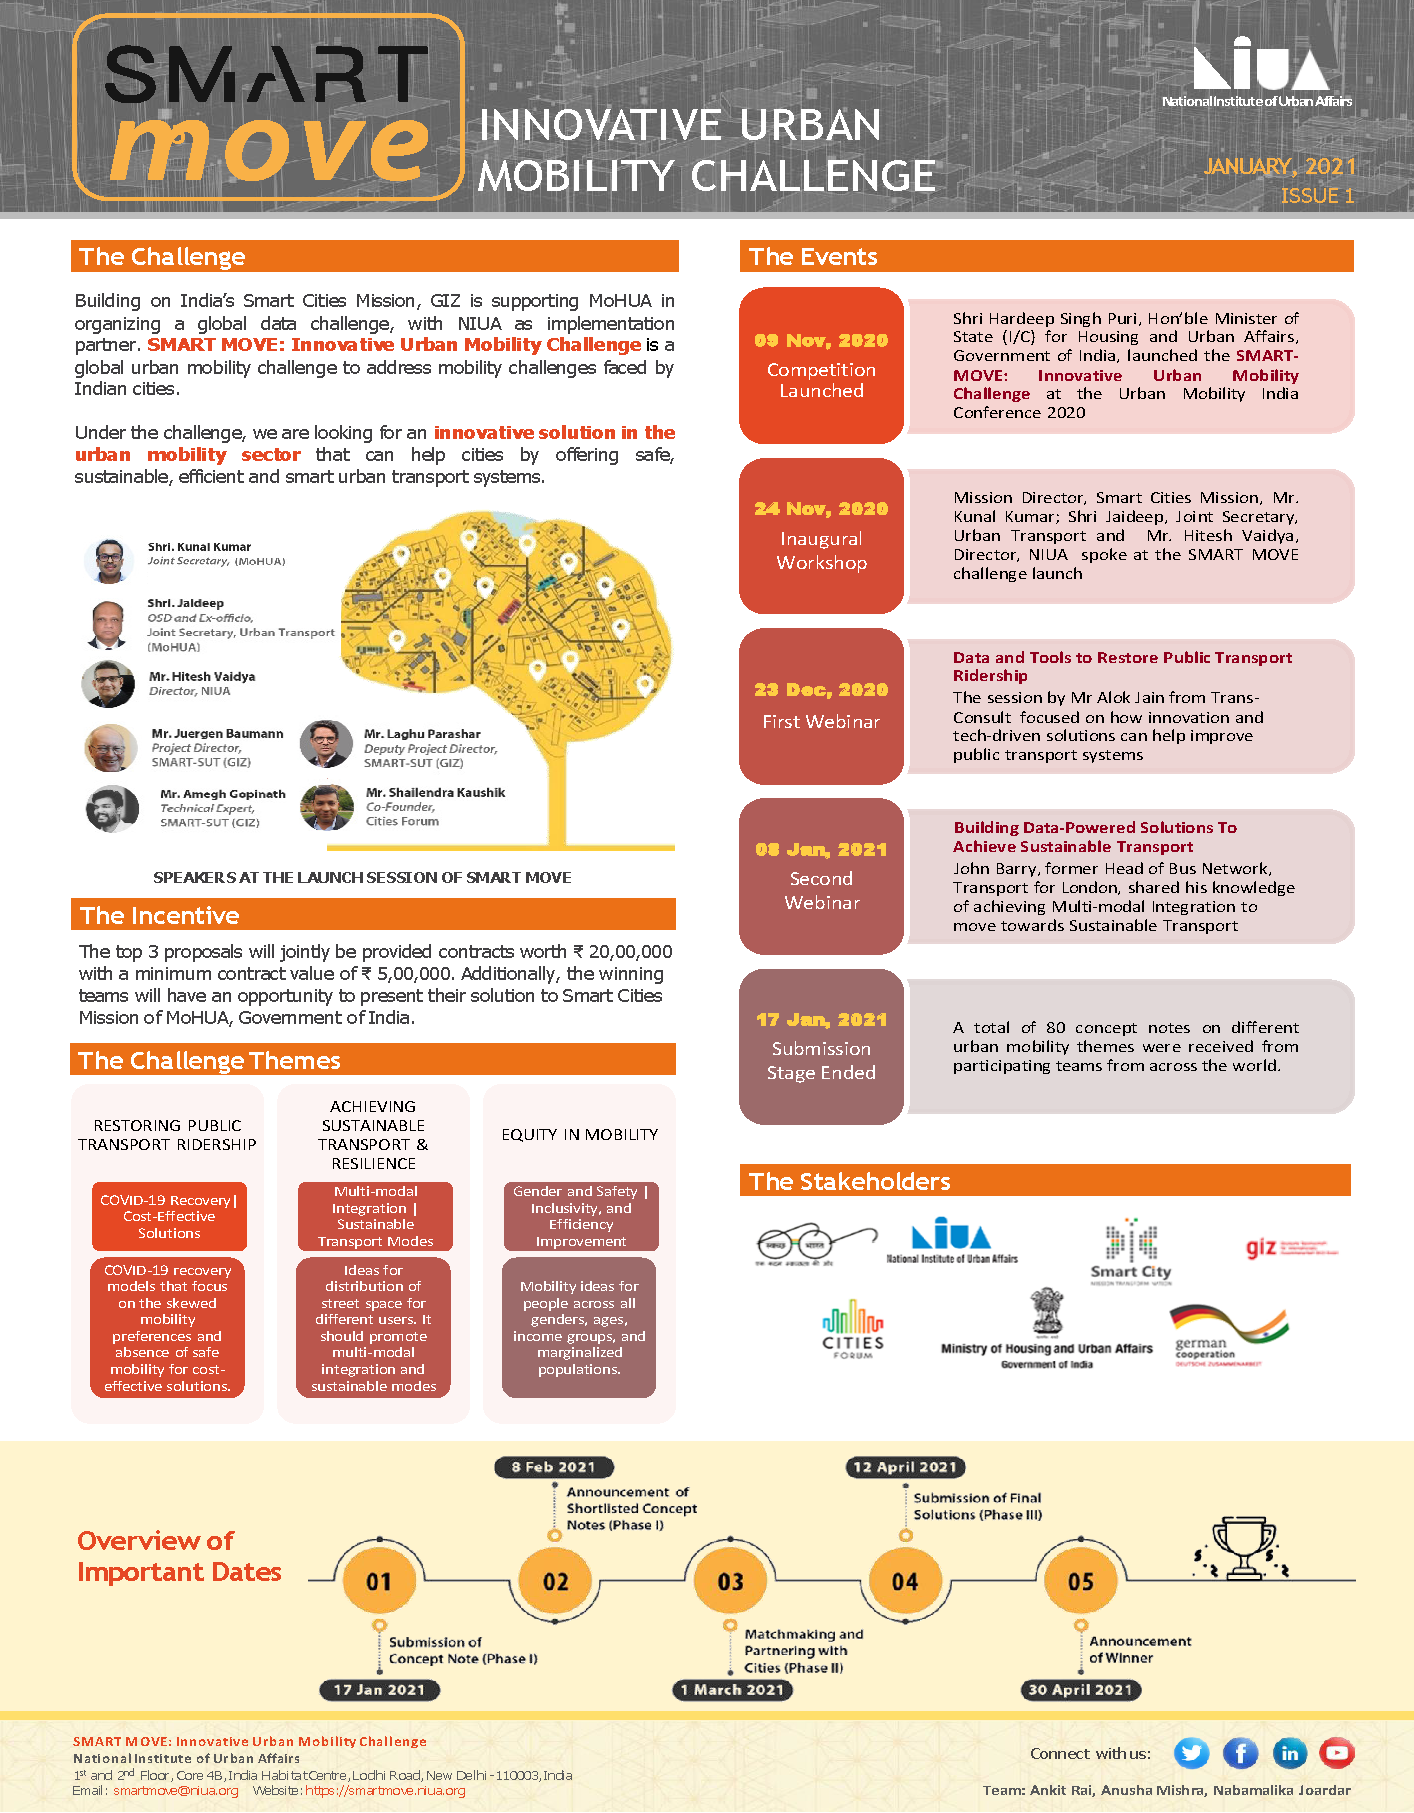 SMART
move
INNOVATIVE URBAN
MOBILITY CHALLENGE
NIUA
National Institute of Urban Affairs
JANUARY, 2021
ISSUE 1
The Challenge
Building on India's Smart Cities Mission, GIZ is supporting MoHUA in
organizing a global data challenge, with NIUA as implementation
partner. SMART MOVE: Innovative Urban Mobility Challenge is a
global urban mobility challenge to address mobility challenges faced by
Indian cities.
Under the challenge, we are looking for an innovative solution in the
urban mobility sector that can help cities by offering safe,
sustainable, efficient and smart urban transport systems.
Shri. Kunal Kumar
Joint Secretary, (MoHUA)
Shri. Jaideep
OSD and Ex-officio,
Joint Secretary, Urban Transport
(MoHUA)
Mr. Hitesh Vaidya
Director, NIUA
Mr. Juergen Baumann
Project Director,
SMART-SUT (GIZ)
Mr. Laghu Parashar
Deputy Project Director,
SMART-SUT (GIZ)
Mr. Amegh Gopinath
Technical Expert,
SMART-SUT (GIZ)
Mr. Shailendra Kaushik
Co-Founder,
Cities Forum
SPEAKERS AT THE LAUNCH SESSION OF SMART MOVE
The Incentive
The top 3 proposals will jointly be provided contracts worth ₹ 20,00,000
with a minimum contract value of ₹ 5,00,000. Additionally, the winning
teams will have an opportunity to present their solution to Smart Cities
Mission of MoHUA, Government of India.
The Challenge Themes
RESTORING PUBLIC
TRANSPORT RIDERSHIP
COVID-19 Recovery|
Cost-Effective
Solutions
COVID-19 recovery
models that focus
on the skewed
mobility
preferences and
absence of safe
mobility for cost-
effective solutions.
ACHIEVING
SUSTAINABLE
TRANSPORT &
RESILIENCE
Multi-modal
Integration |
Sustainable
Transport Modes
Ideas for
distribution of
street space for
different users. It
should promote
multi-modal
integration and
sustainable modes
EQUITY IN MOBILITY
Gender and Safety |
Inclusivity, and
Efficiency
Improvement
Mobility ideas for
people across all
genders, ages,
income groups, and
marginalized
populations.
The Events
09 Nov, 2020
Competition
Launched
Shri Hardeep Singh Puri, Hon'ble Minister of
State (I/C) for Housing and Urban Affairs,
Government of India, launched the SMART-
MOVE: Innovative Urban Mobility
Challenge at the Urban Mobility India
Conference 2020
24 Nov, 2020
Inaugural
Workshop
Mission Director, Smart Cities Mission, Mr.
Kunal Kumar; Shri Jaideep, Joint Secretary,
Urban Transport and Mr. Hitesh Vaidya,
Director, NIUA spoke at the SMART MOVE
challenge launch
23 Dec, 2020
First Webinar
Data and Tools to Restore Public Transport
Ridership
The session by Mr Alok Jain from Trans-
Consult focused on how innovation and
tech-driven solutions can help improve
public transport systems
08 Jan, 2021
Second
Webinar
Building Data-Powered Solutions To
Achieve Sustainable Transport
John Barry, former Head of Bus Network,
Transport for London, shared his knowledge
of achieving Multi-modal Integration to
move towards Sustainable Transport
17 Jan, 2021
Submission
Stage Ended
A total of 80 concept notes on different
urban mobility themes were received from
participating teams from across the world.
The Stakeholders
स्वच्छ भारत
एक कदम स्वच्छता की ओर
NIUA
National Institute of Urban Affairs
Smart City
giz
CITIES
FORUM
Ministry of Housing and Urban Affairs
Government of India
german
cooperation
DEUTSCHE ZUSAMMENARBEIT
Overview of
Important Dates
01
Submission of
Concept Note (Phase I)
17 Jan 2021
8 Feb 2021
Announcement of
Shortlisted Concept
Notes (Phase I)
02
03
Matchmaking and
Partnering with
Cities (Phase II)
1 March 2021
12 April 2021
Submission of Final
Solutions (Phase III)
04
05
Announcement
of Winner
30 April 2021
SMART MOVE: Innovative Urban Mobility Challenge
National Institute of Urban Affairs
1st and 2nd Floor, Core 4B, India Habitat Centre, Lodhi Road, New Delhi - 110003, India
Email: smartmove@niua.org Website: https://smartmove.niua.org
Connect with us:
Team: Ankit Rai, Anusha Mishra, Nabamalika Joardar